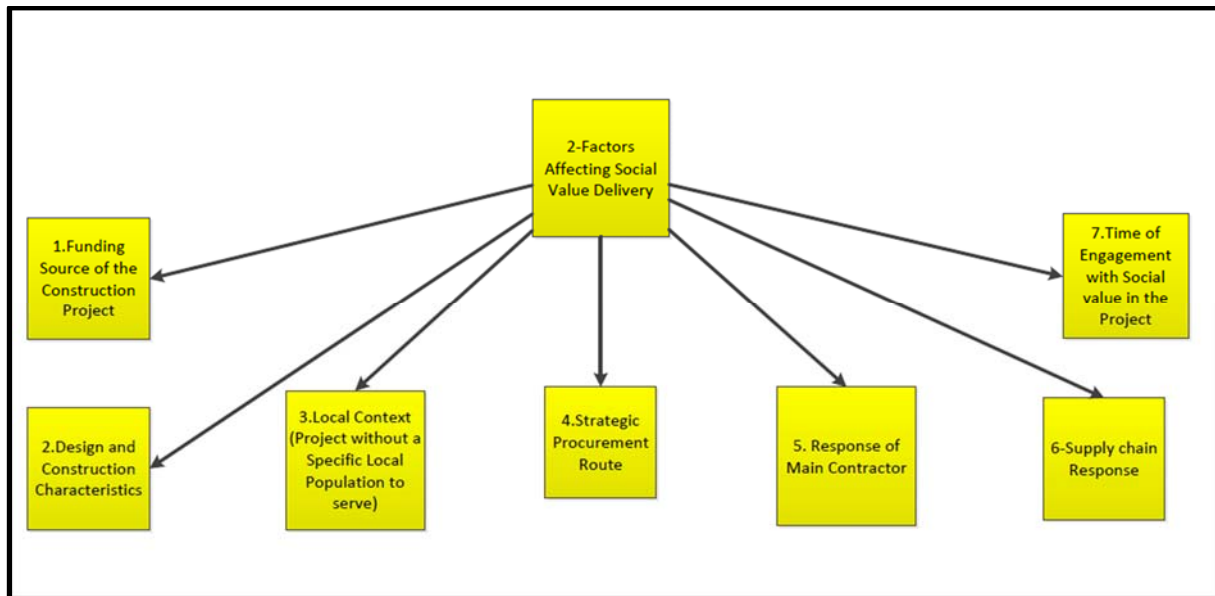 2-Factors
Affecting Social
Value Delivery
1.Funding
Source of the
Construction
Project
2.Design and
Construction
Characteristics
3.Local Context
(Project without a
Specific Local
Population to
serve)
4.Strategic
Procurement
Route
5. Response of
Main Contractor
6-Supply chain
Response
7.Time of
Engagement
with Social
value in the
Project